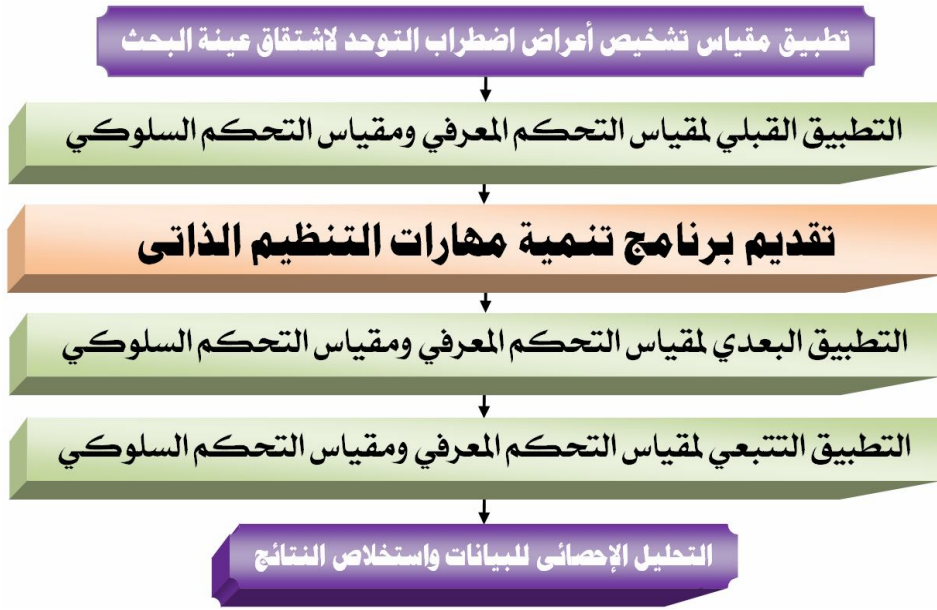 تطبيق مقياس تشخيص أعراض اضطراب التوحد لاشتقاق عينة البحث
التطبيق القبلي لمقياس التحكم المعرفي ومقياس التحكم السلوكي
تقديم برنامج تنمية مهارات التنظيم الذاتى
التطبيق البعدي لمقياس التحكم المعرفي ومقياس التحكم السلوكي
التطبيق التتبعي لمقياس التحكم المعرفي ومقياس التحكم السلوكي
التحليل الإحصائى للبيانات واستخلاص النتائج